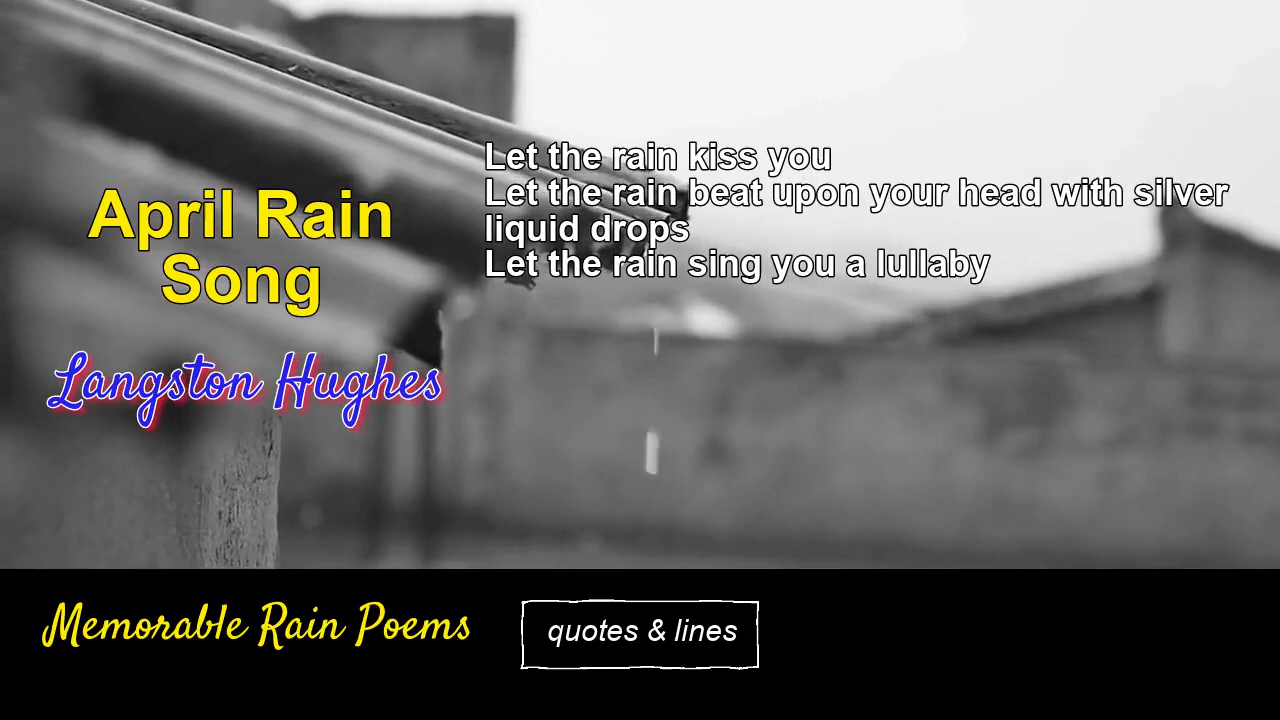 April Rain
Song
Langston Hughes
Let the rain kiss you
Let the rain beat upon your head with silver
liquid drops
Let the rain sing you a lullaby
Memorable Rain Poems
quotes & lines